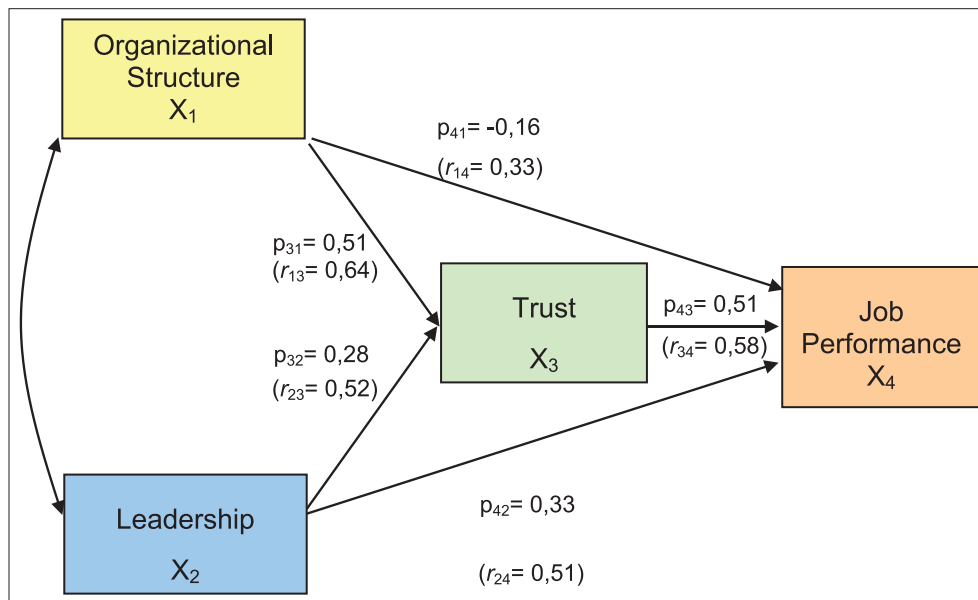 Organizational
Structure
X₁
p₄₁= -0,16
(r₁₄= 0,33)
p₃₁= 0,51
(r₁₃= 0,64)
Trust
X₃
p₄₃= 0,51
(r₃₄= 0,58)
Job
Performance
X₄
p₃₂= 0,28
(r₂₃= 0,52)
Leadership
X₂
p₄₂= 0,33
(r₂₄= 0,51)